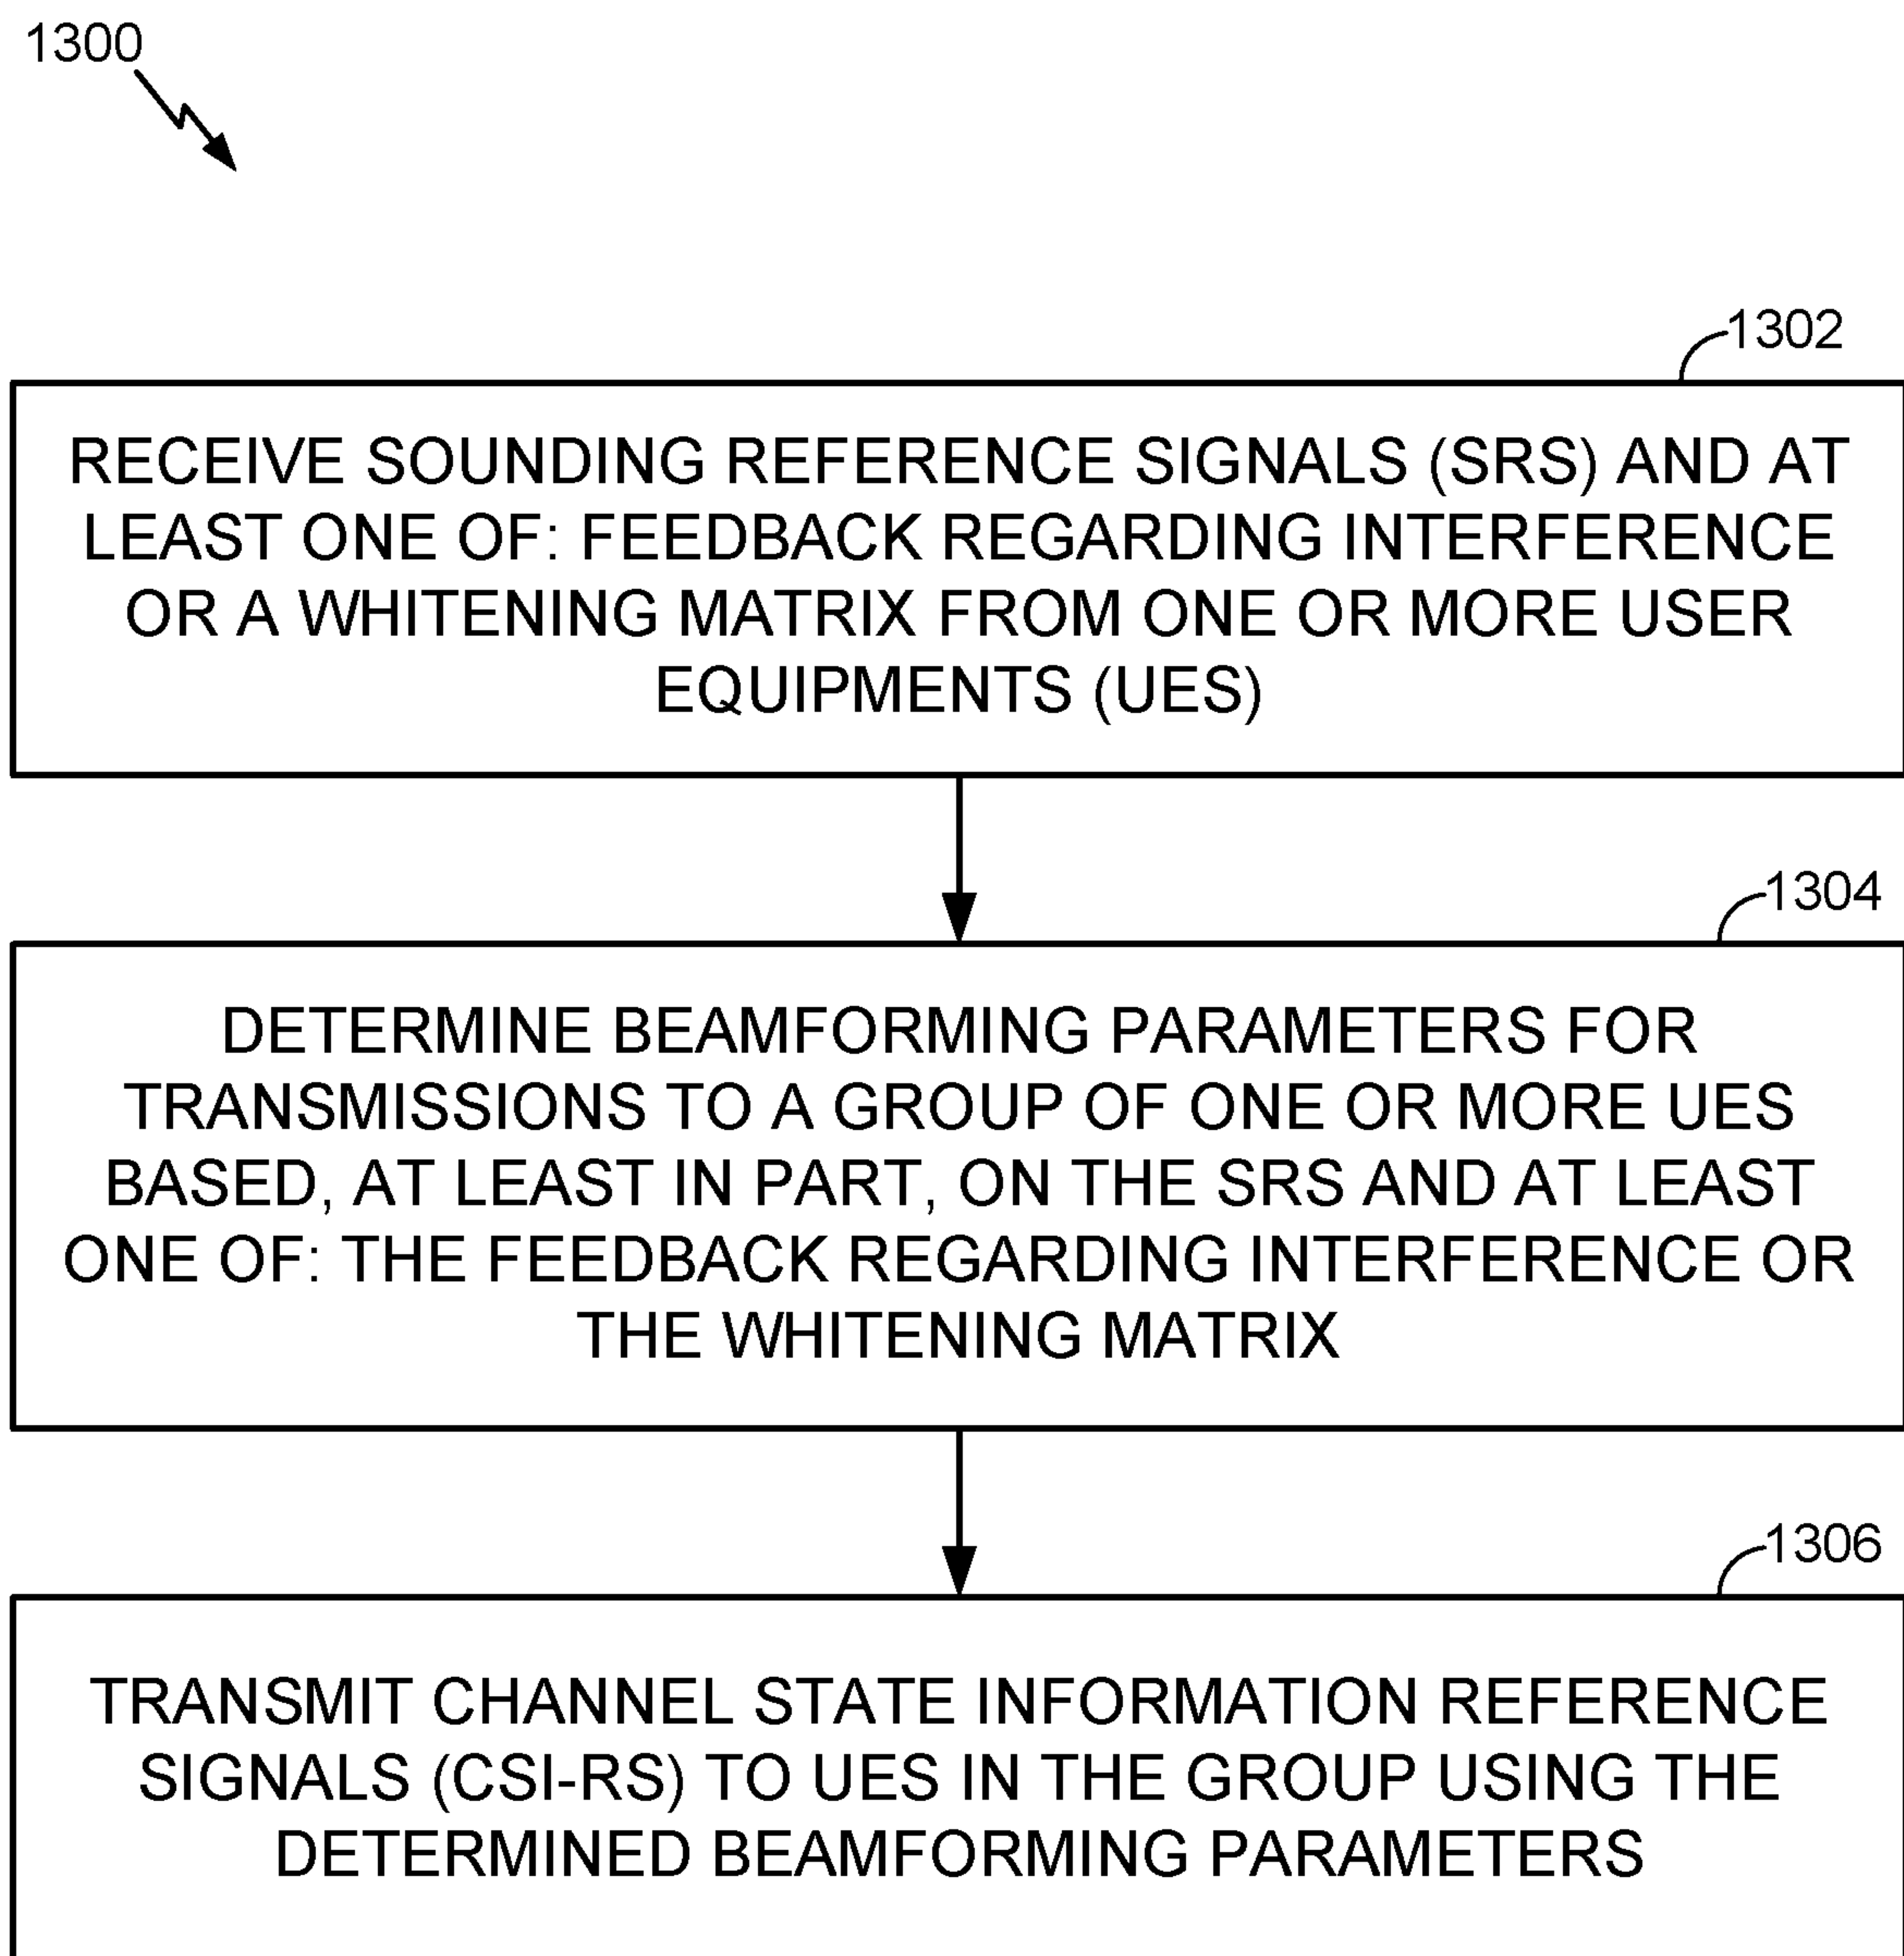 1300
1302
RECEIVE SOUNDING REFERENCE SIGNALS (SRS) AND AT
LEAST ONE OF: FEEDBACK REGARDING INTERFERENCE
OR A WHITENING MATRIX FROM ONE OR MORE USER
EQUIPMENTS (UES)
1304
DETERMINE BEAMFORMING PARAMETERS FOR
TRANSMISSIONS TO A GROUP OF ONE OR MORE UES
BASED, AT LEAST IN PART, ON THE SRS AND AT LEAST
ONE OF: THE FEEDBACK REGARDING INTERFERENCE OR
THE WHITENING MATRIX
1306
TRANSMIT CHANNEL STATE INFORMATION REFERENCE
SIGNALS (CSI-RS) TO UES IN THE GROUP USING THE
DETERMINED BEAMFORMING PARAMETERS